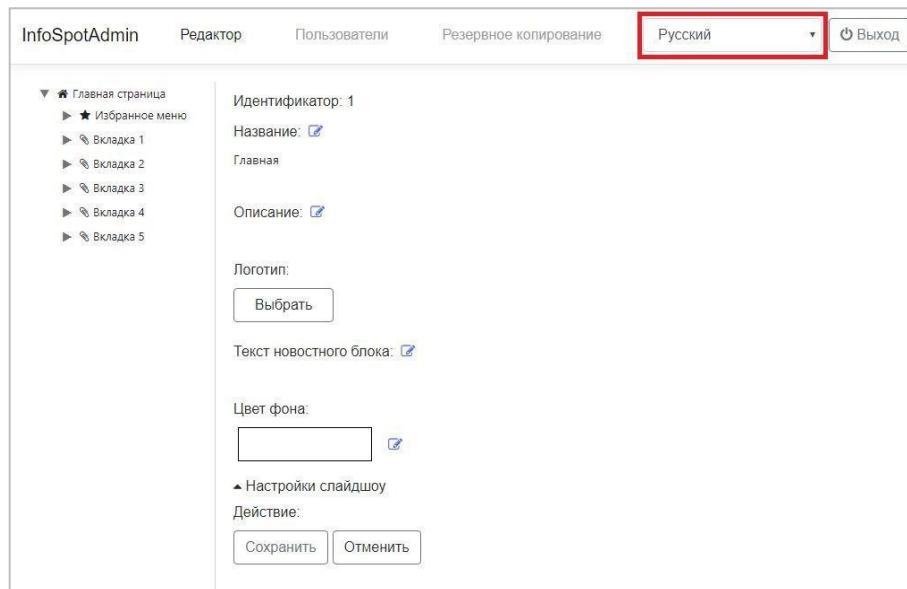 InfoSpotAdmin Редактор Пользователи Резервное копирование Русский Выход
Главная страница
Избранное меню
Вкладка 1
Вкладка 2
Вкладка 3
Вкладка 4
Вкладка 5
Идентификатор: 1
Название:
Главная
Описание:
Логотип:
Выбрать
Текст новостного блока:
Цвет фона:
Настройки слайдшоу
Действие:
Сохранить Отменить